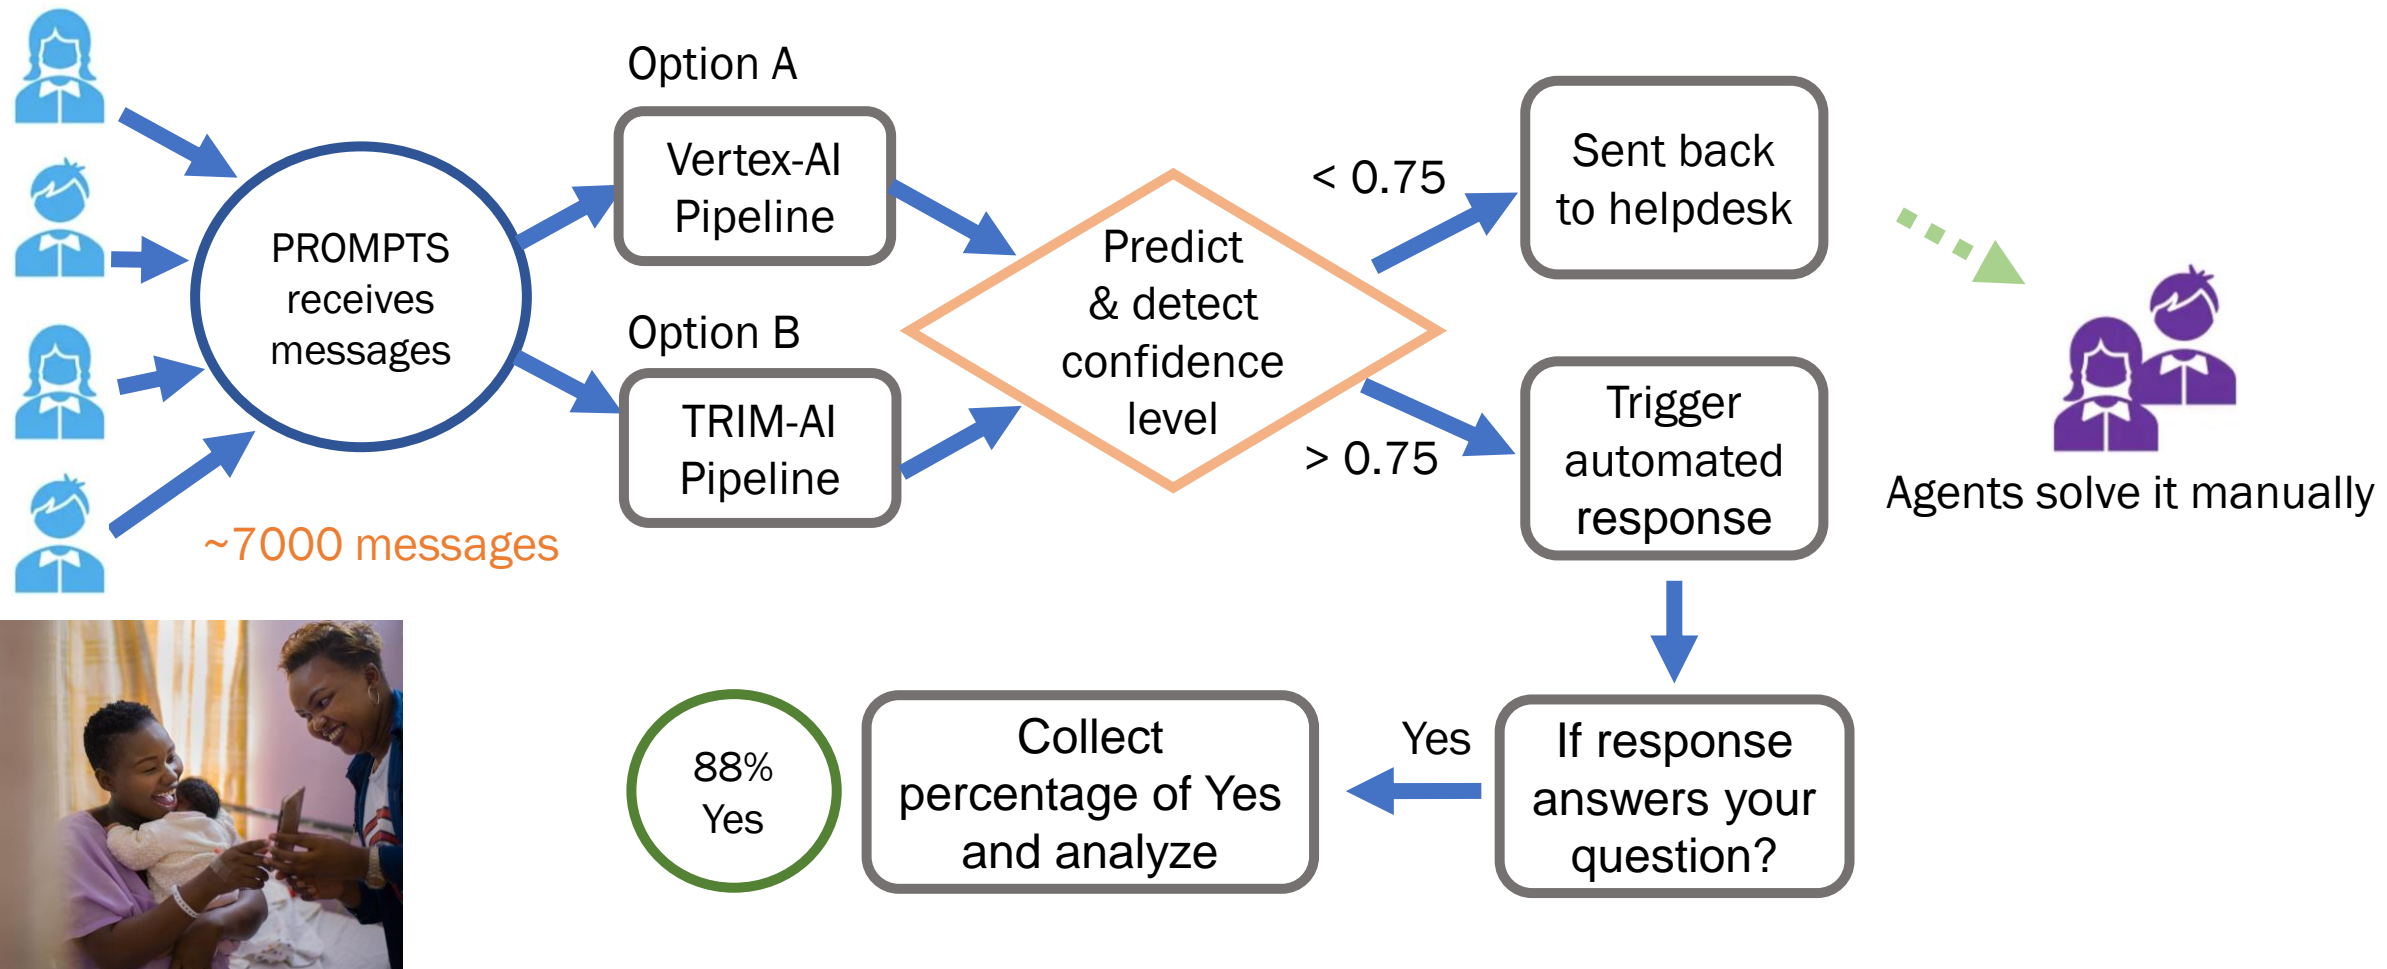 Option A
Vertex-AI
Pipeline
Option B
TRIM-AI
Pipeline
PROMPTS
receives
messages
~7000 messages
Predict
& detect
confidence
level
< 0.75
Sent back
to helpdesk
> 0.75
Trigger
automated
response
Agents solve it manually
If response
answers your
question?
Yes
Collect
percentage of Yes
and analyze
88%
Yes